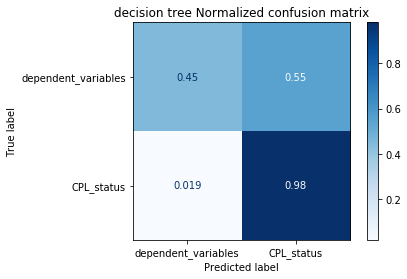 decision tree Normalized confusion matrix
True label
dependent_variables
0.45
0.55
CPL_status
0.019
0.98
dependent_variables
CPL_status
Predicted label
0.8
0.6
0.4
0.2